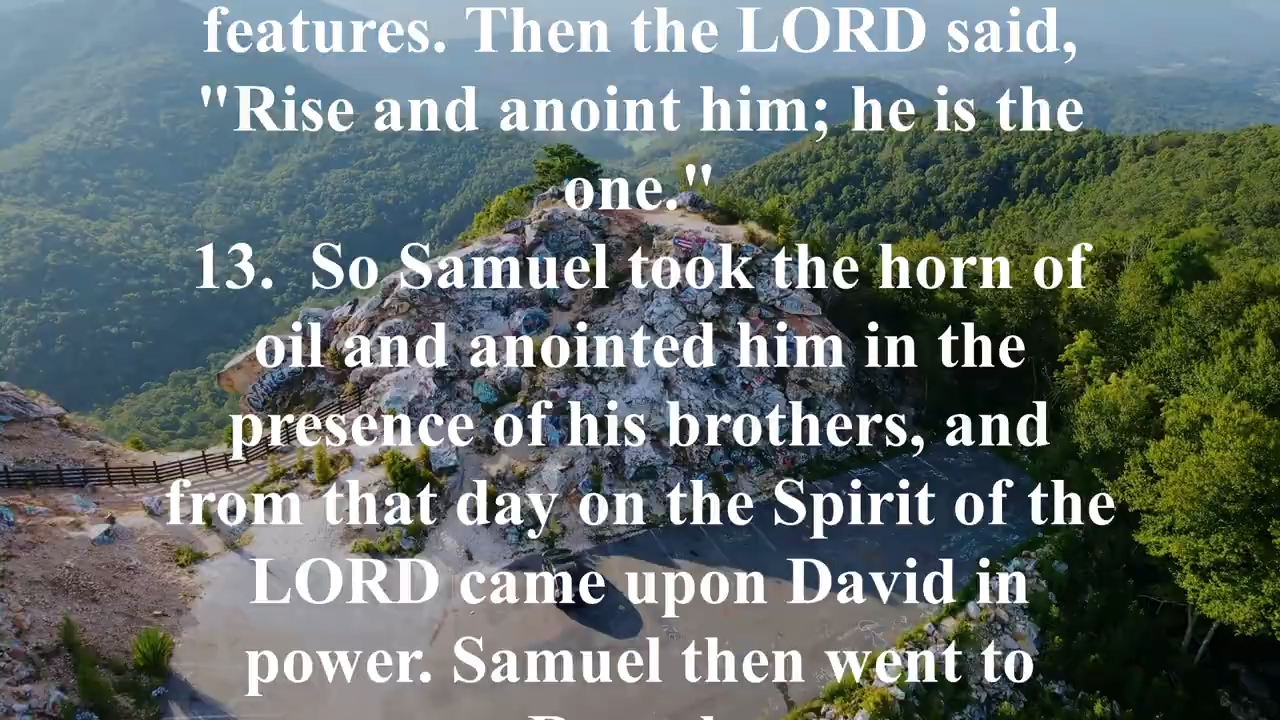 features. Then the LORD said,
"Rise and anoint him; he is the
one."
13.  So Samuel took the horn of
oil and anointed him in the
presence of his brothers, and
from that day on the Spirit of the
LORD came upon David in
power. Samuel then went to